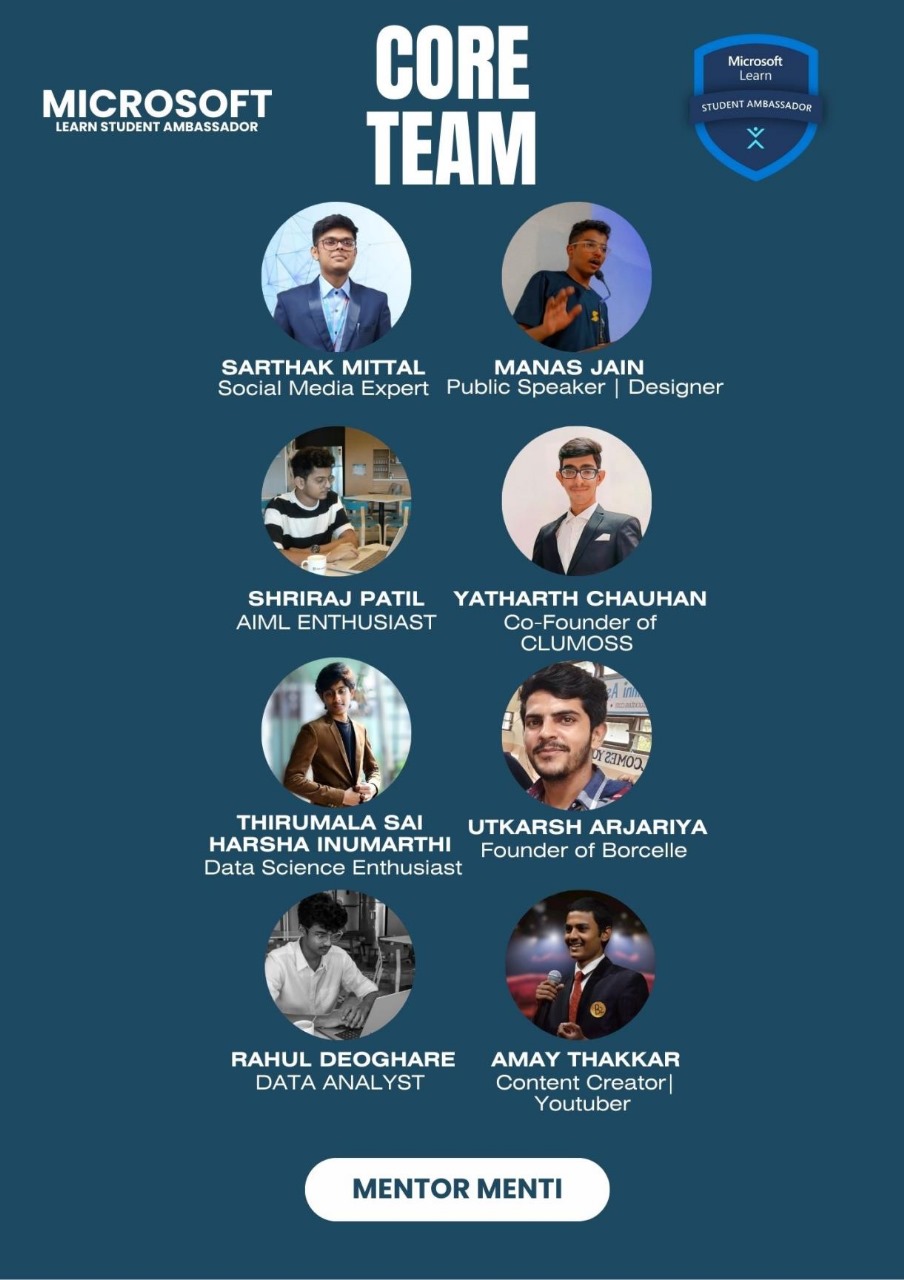 CORE
TEAM
MICROSOFT
LEARN STUDENT AMBASSADOR
Microsoft
Learn
STUDENT AMBASSADOR
SARTHAK MITTAL
Social Media Expert
MANAS JAIN
Public Speaker | Designer
SHRIRAJ PATIL
AIML ENTHUSIAST
YATHARTH CHAUHAN
Co-Founder of
CLUMOSS
THIRUMALA SAI
HARSHA INUMARTHI
Data Science Enthusiast
UTKARSH ARJARIYA
Founder of Borcelle
RAHUL DEOGHARE
DATA ANALYST
AMAY THAKKAR
Content Creator|
Youtuber
MENTOR MENTI